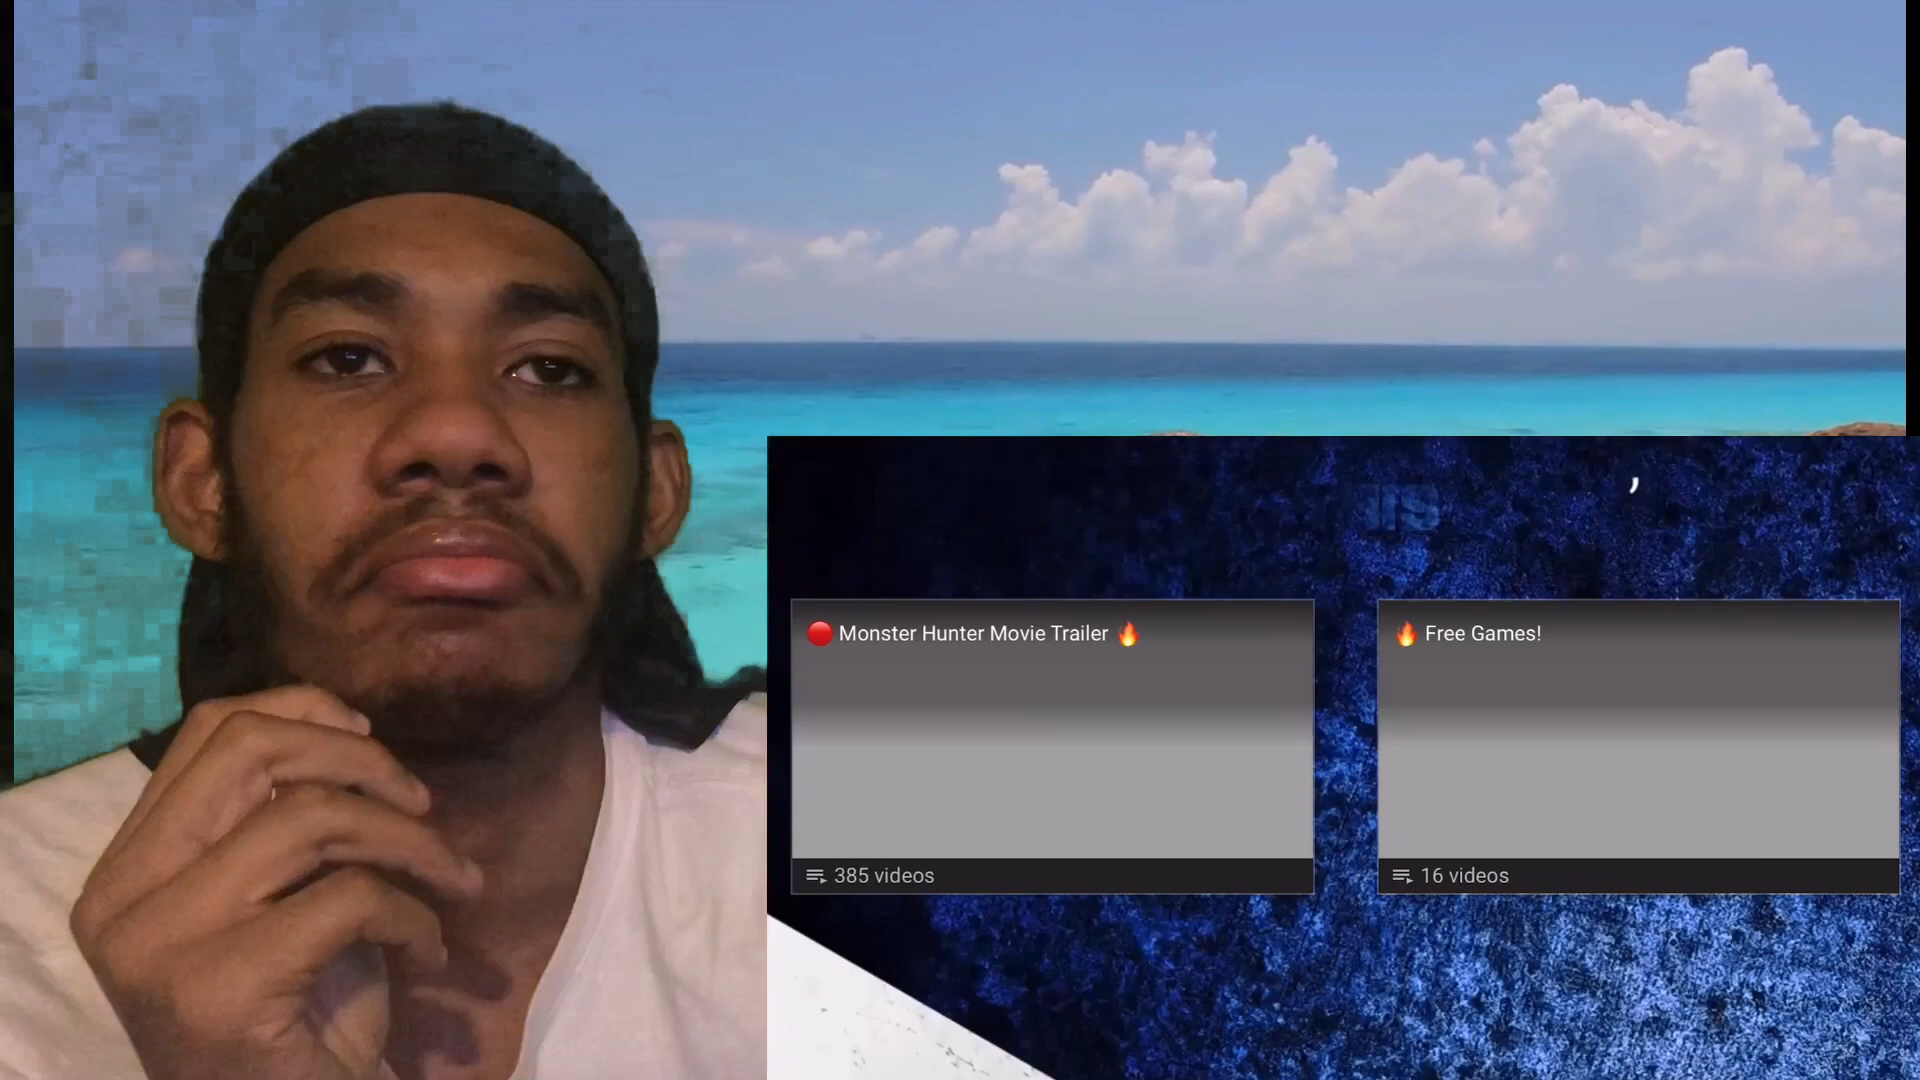 🔴 Monster Hunter Movie Trailer 🔥
385 videos
🔥 Free Games!
16 videos